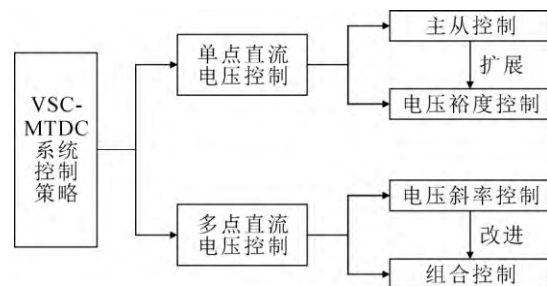 VSC-
MTDC
系统
控制
策略
单点直流
电压控制
主从控制
扩展
电压裕度控制
多点直流
电压控制
电压斜率控制
改进
组合控制